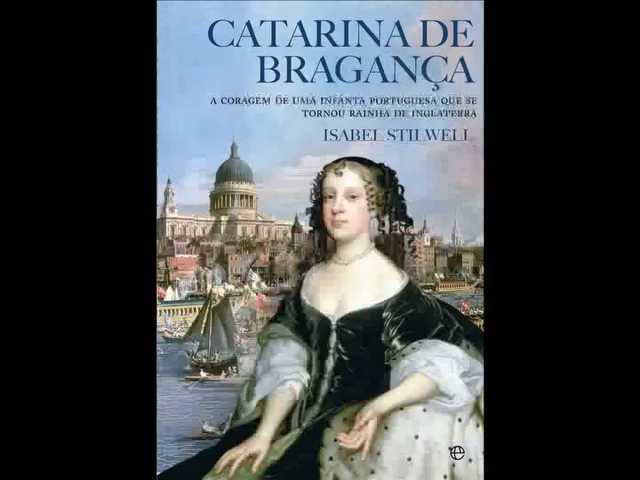 CATARINA DE
BRAGANÇA
A CORAGEM DE UMA INFANTA PORTUGUESA QUE SE
TORNOU RAINHA DE INGLATERRA
ISABEL STILWELL